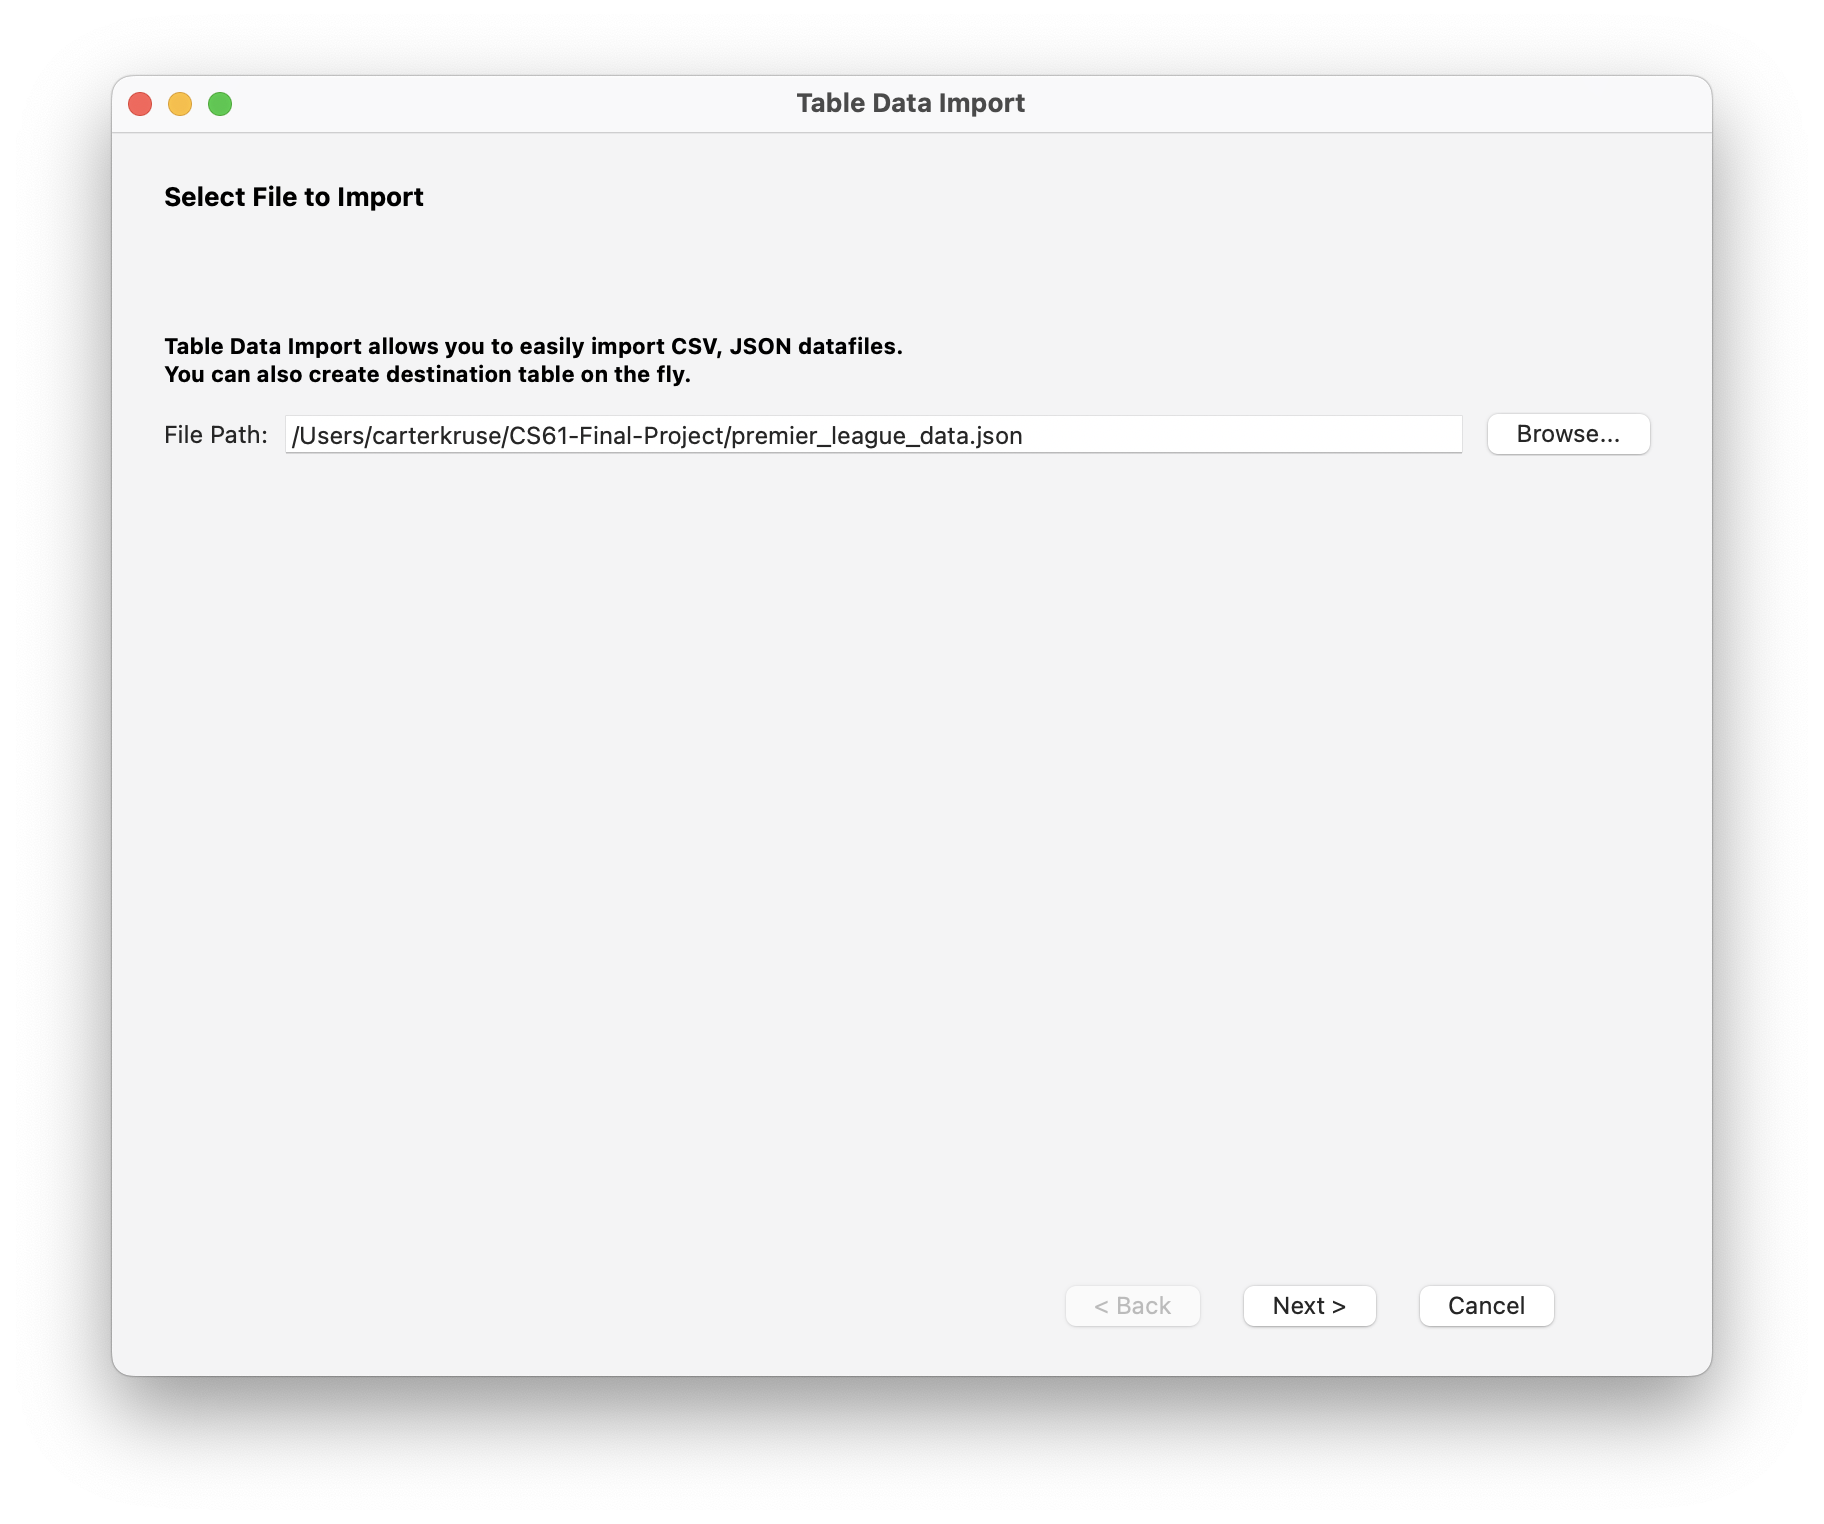 Table Data Import
Select File to Import
Table Data Import allows you to easily import CSV, JSON datafiles.
You can also create destination table on the fly.
File Path: /Users/carterkruse/CS61-Final-Project/premier_league_data.json Browse...
< Back Next > Cancel